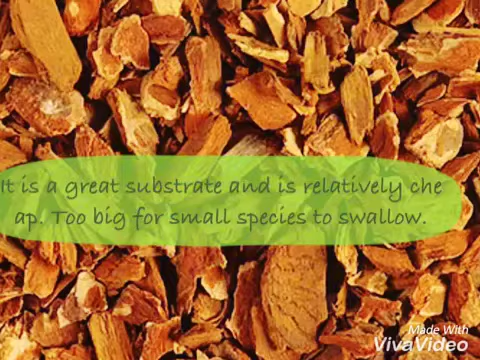 It is a great substrate and is relatively che
ap. Too big for small species to swallow.
Made With
VivaVideo